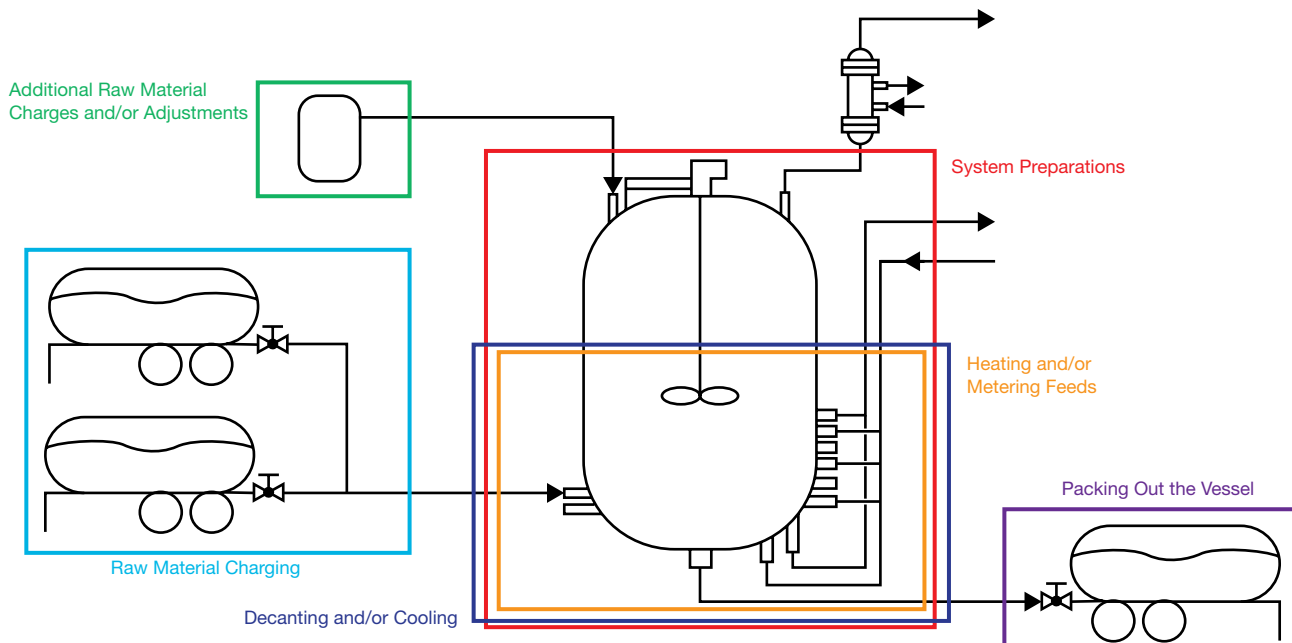 Additional Raw Material
Charges and/or Adjustments
System Preparations
Heating and/or
Metering Feeds
Packing Out the Vessel
Raw Material Charging
Decanting and/or Cooling